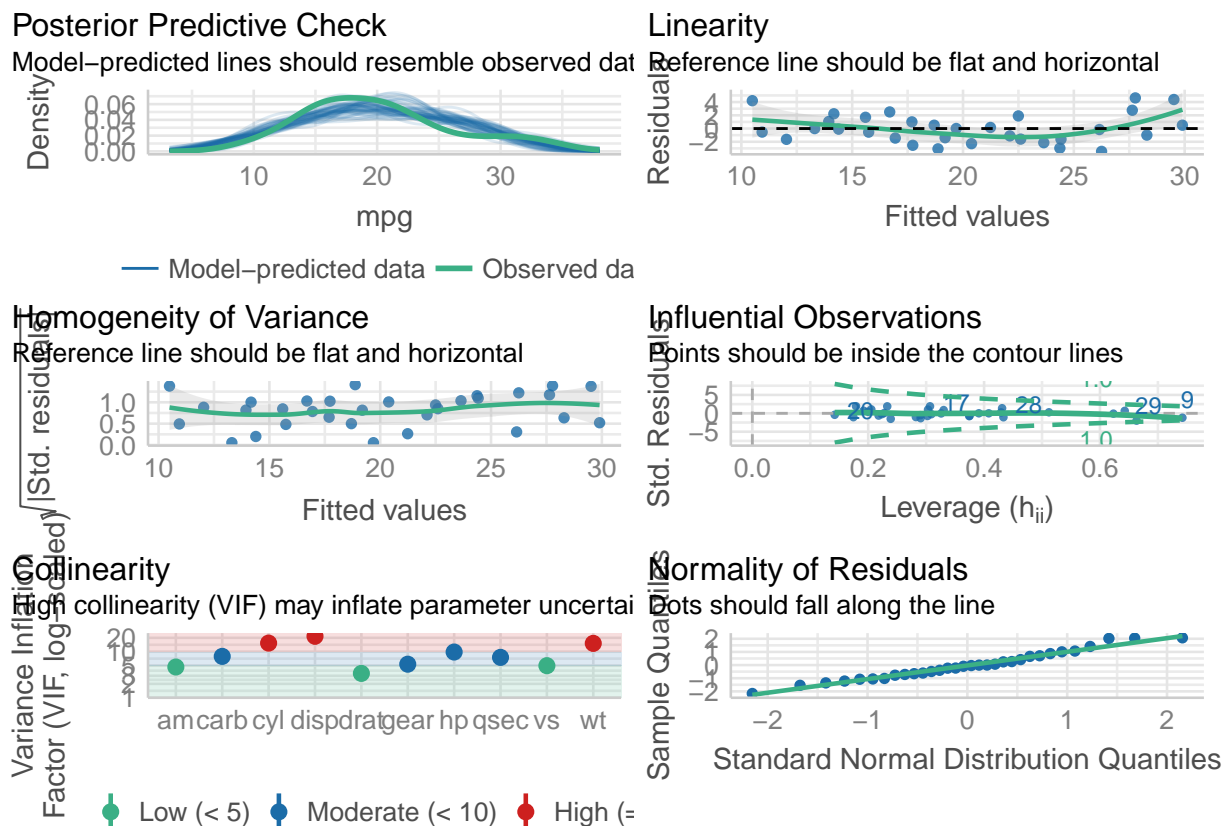 Posterior Predictive Check
Model−predicted lines should resemble observed dat
Density
0.06
0.04
0.02
0.00
10 20 30
mpg
Model−predicted data Observed da
Linearity
Reference line should be flat and horizontal
Residuals
4
2
0
−2
10 15 20 25 30
Fitted values
Homogeneity of Variance
Reference line should be flat and horizontal
√|Std. residuals|
1.0
0.5
0.0
10 15 20 25 30
Fitted values
Influential Observations
Points should be inside the contour lines
Std. Residuals
5
0
−5
1.0
20 17 28 29 9
1.0
0.0 0.2 0.4 0.6
Leverage (hii)
Collinearity
High collinearity (VIF) may inflate parameter uncertai
Variance Inflation
Factor (VIF, log−scaled)
20
10
5
1
am carb cyl disp drat gear hp qsec vs wt
Low (< 5) Moderate (< 10) High (
Normality of Residuals
Dots should fall along the line
Sample Quantiles
2
1
0
−1
−2
−2 −1 0 1 2
Standard Normal Distribution Quantiles